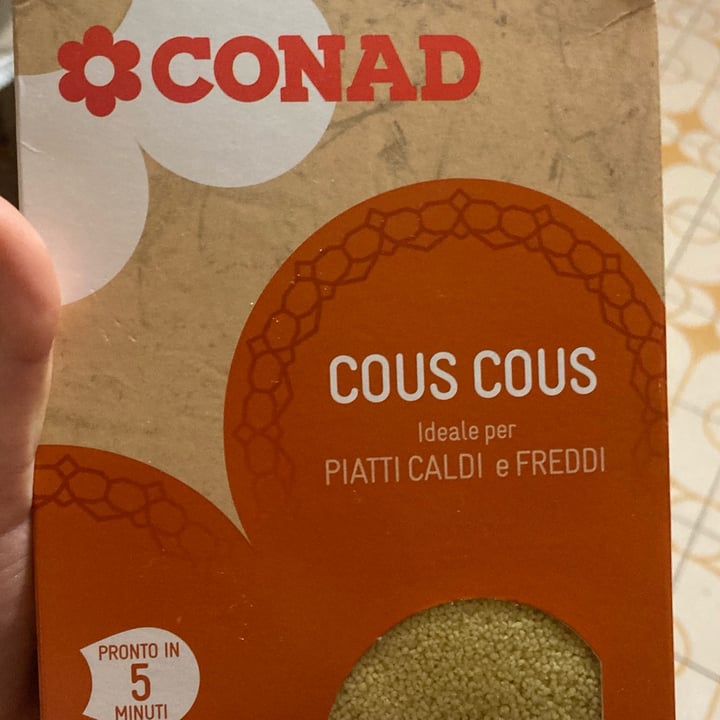 CONAD
COUS COUS
Ideale per
PIATTI CALDI e FREDDI
PRONTO IN
5
MINUTI